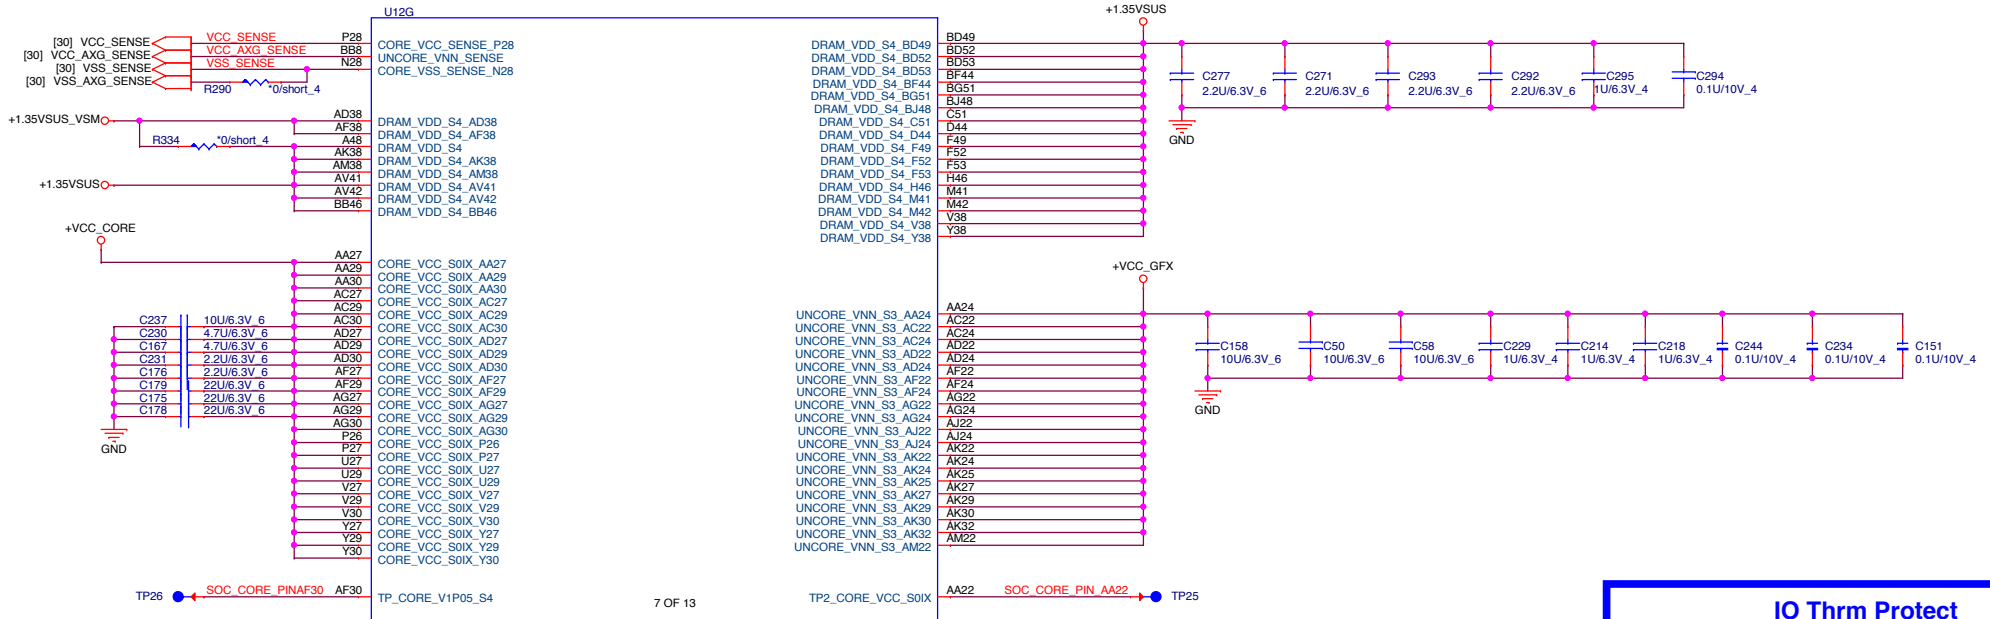 U12G
+1.35VSUS
[30] VCC_SENSE VCC_SENSE P28 CORE_VCC_SENSE_P28
[30] VCC_AXG_SENSE VCC_AXG_SENSE BB8 UNCORE_VNN_SENSE
[30] VSS_SENSE VSS_SENSE N28 CORE_VSS_SENSE_N28
[30] VSS_AXG_SENSE R290 *0/short_4
+1.35VSUS_VSM AD38 DRAM_VDD_S4_AD38
AF38 DRAM_VDD_S4_AF38
R334 *0/short_4 A48 DRAM_VDD_S4
AK38 DRAM_VDD_S4_AK38
AM38 DRAM_VDD_S4_AM38
+1.35VSUS AV41 DRAM_VDD_S4_AV41
AV42 DRAM_VDD_S4_AV42
BB46 DRAM_VDD_S4_BB46
+VCC_CORE
AA27 CORE_VCC_S0IX_AA27
AA29 CORE_VCC_S0IX_AA29
AA30 CORE_VCC_S0IX_AA30
AC27 CORE_VCC_S0IX_AC27
AC29 CORE_VCC_S0IX_AC29
C237 10U/6.3V_6 AC30 CORE_VCC_S0IX_AC30
C230 4.7U/6.3V_6 AD27 CORE_VCC_S0IX_AD27
C167 4.7U/6.3V_6 AD29 CORE_VCC_S0IX_AD29
C231 2.2U/6.3V_6 AD30 CORE_VCC_S0IX_AD30
C176 2.2U/6.3V_6 AF27 CORE_VCC_S0IX_AF27
C179 22U/6.3V_6 AF29 CORE_VCC_S0IX_AF29
C175 22U/6.3V_6 AG27 CORE_VCC_S0IX_AG27
C178 22U/6.3V_6 AG29 CORE_VCC_S0IX_AG29
AG30 CORE_VCC_S0IX_AG30
GND
P26 CORE_VCC_S0IX_P26
P27 CORE_VCC_S0IX_P27
U27 CORE_VCC_S0IX_U27
U29 CORE_VCC_S0IX_U29
V27 CORE_VCC_S0IX_V27
V29 CORE_VCC_S0IX_V29
V30 CORE_VCC_S0IX_V30
Y27 CORE_VCC_S0IX_Y27
Y29 CORE_VCC_S0IX_Y29
Y30 CORE_VCC_S0IX_Y30
TP26 SOC_CORE_PINAF30 AF30 TP_CORE_V1P05_S4
7 OF 13
DRAM_VDD_S4_BD49 BD49
DRAM_VDD_S4_BD52 BD52
DRAM_VDD_S4_BD53 BD53
DRAM_VDD_S4_BF44 BF44
DRAM_VDD_S4_BG51 BG51
DRAM_VDD_S4_BJ48 BJ48
DRAM_VDD_S4_C51 C51
DRAM_VDD_S4_D44 D44
DRAM_VDD_S4_F49 F49
DRAM_VDD_S4_F52 F52
DRAM_VDD_S4_F53 F53
DRAM_VDD_S4_H46 H46
DRAM_VDD_S4_M41 M41
DRAM_VDD_S4_M42 M42
DRAM_VDD_S4_V38 V38
DRAM_VDD_S4_Y38 Y38
C277 C271 C293 C292 C295 C294
2.2U/6.3V_6 2.2U/6.3V_6 2.2U/6.3V_6 2.2U/6.3V_6 1U/6.3V_4 0.1U/10V_4
GND
+VCC_GFX
UNCORE_VNN_S3_AA24 AA24
UNCORE_VNN_S3_AC22 AC22
UNCORE_VNN_S3_AC24 AC24
UNCORE_VNN_S3_AD22 AD22
UNCORE_VNN_S3_AD24 AD24
UNCORE_VNN_S3_AF22 AF22
UNCORE_VNN_S3_AF24 AF24
UNCORE_VNN_S3_AG22 AG22
UNCORE_VNN_S3_AG24 AG24
UNCORE_VNN_S3_AJ22 AJ22
UNCORE_VNN_S3_AJ24 AJ24
UNCORE_VNN_S3_AK22 AK22
UNCORE_VNN_S3_AK24 AK24
UNCORE_VNN_S3_AK25 AK25
UNCORE_VNN_S3_AK27 AK27
UNCORE_VNN_S3_AK29 AK29
UNCORE_VNN_S3_AK30 AK30
UNCORE_VNN_S3_AK32 AK32
UNCORE_VNN_S3_AM22 AM22
C158 C50 C58 C229 C214 C218 C244 C234 C151
10U/6.3V_6 10U/6.3V_6 10U/6.3V_6 1U/6.3V_4 1U/6.3V_4 1U/6.3V_4 0.1U/10V_4 0.1U/10V_4 0.1U/10V_4
GND
TP2_CORE_VCC_S0IX AA22 SOC_CORE_PIN_AA22 TP25
IO Thrm Protect